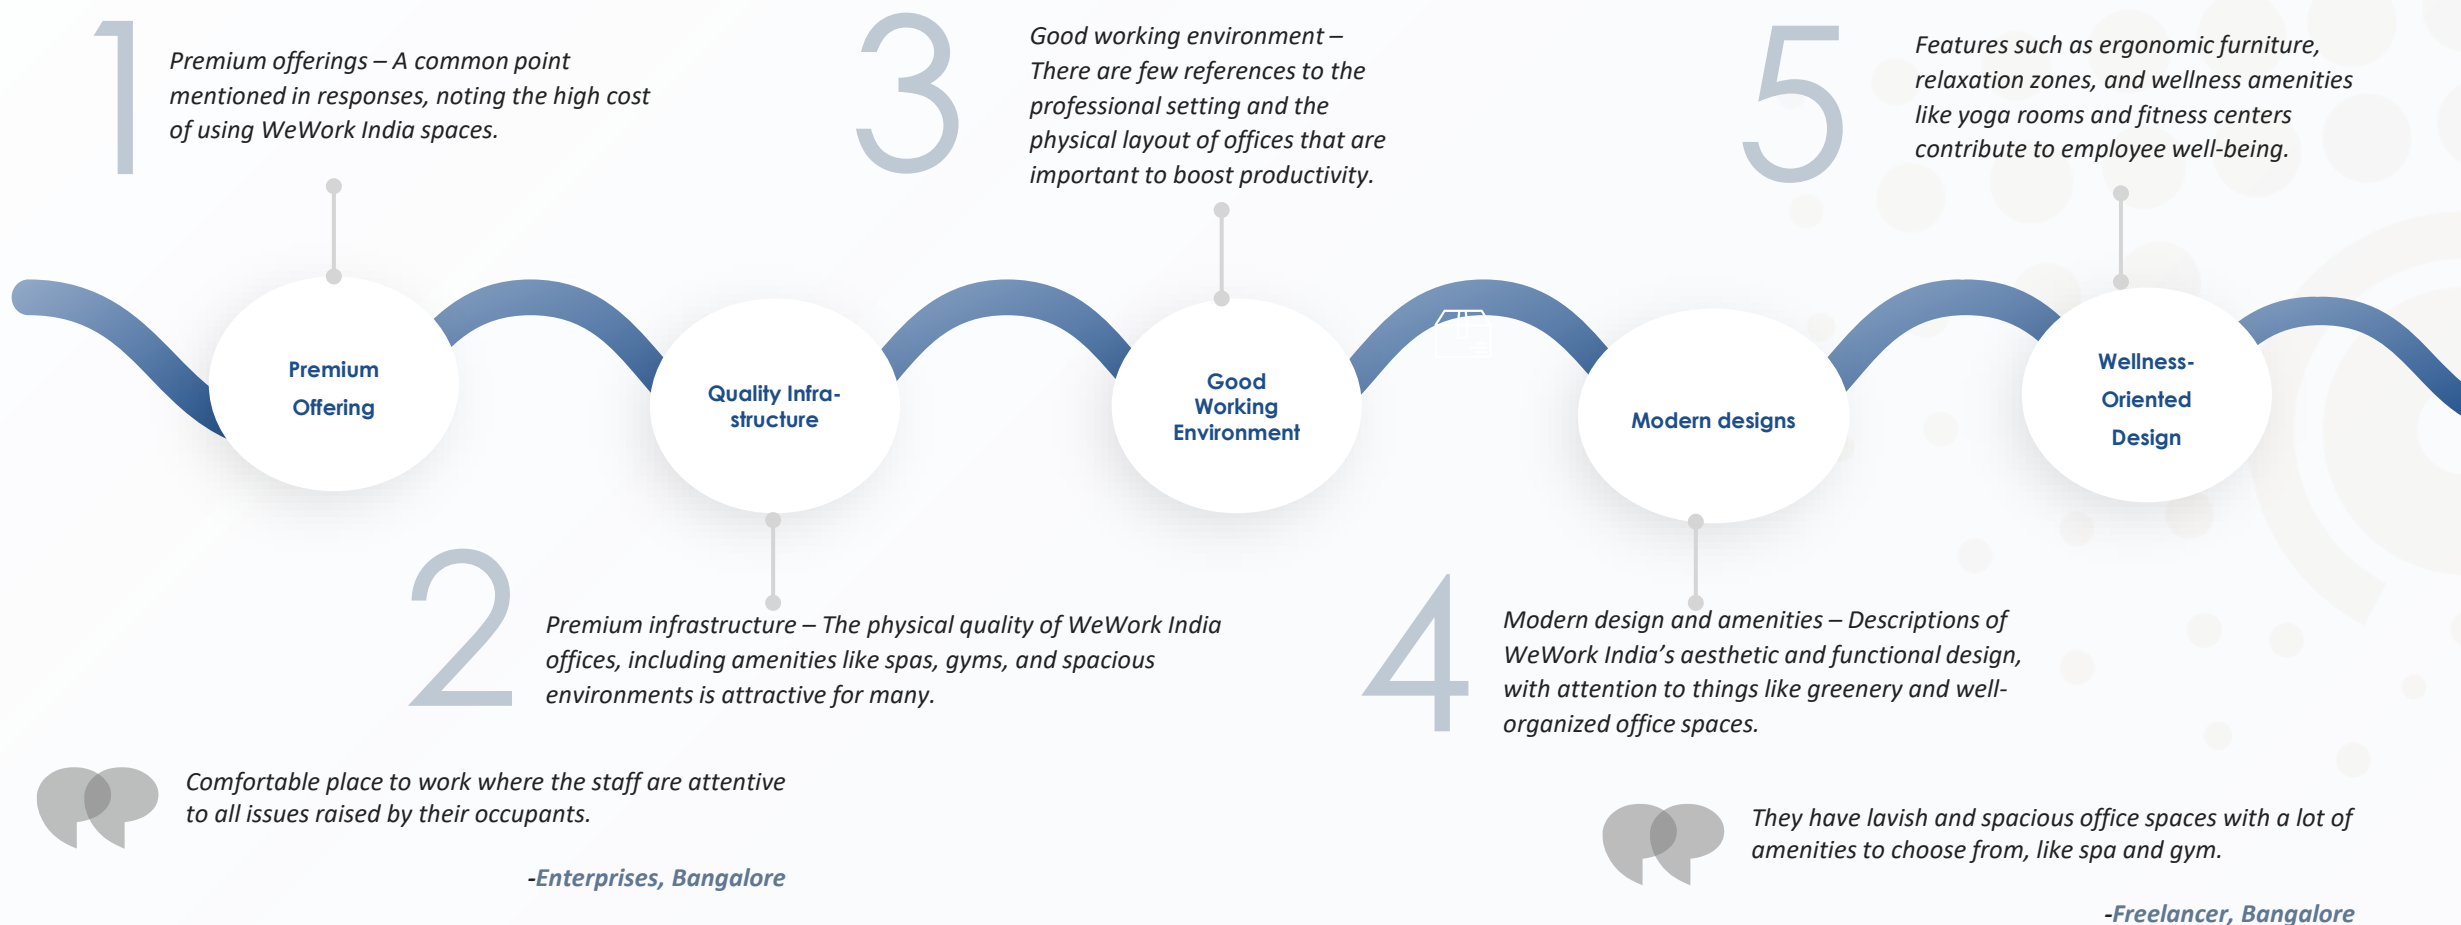 1
Premium offerings – A common point
mentioned in responses, noting the high cost
of using WeWork India spaces.
3
Good working environment –
There are few references to the
professional setting and the
physical layout of offices that are
important to boost productivity.
5
Features such as ergonomic furniture,
relaxation zones, and wellness amenities
like yoga rooms and fitness centers
contribute to employee well-being.
Premium
Offering
Quality Infra-
structure
Good
Working
Environment
Modern designs
Wellness-
Oriented
Design
2
Premium infrastructure – The physical quality of WeWork India
offices, including amenities like spas, gyms, and spacious
environments is attractive for many.
4
Modern design and amenities – Descriptions of
WeWork India’s aesthetic and functional design,
with attention to things like greenery and well-
organized office spaces.
Comfortable place to work where the staff are attentive
to all issues raised by their occupants.
-Enterprises, Bangalore
They have lavish and spacious office spaces with a lot of
amenities to choose from, like spa and gym.
-Freelancer, Bangalore